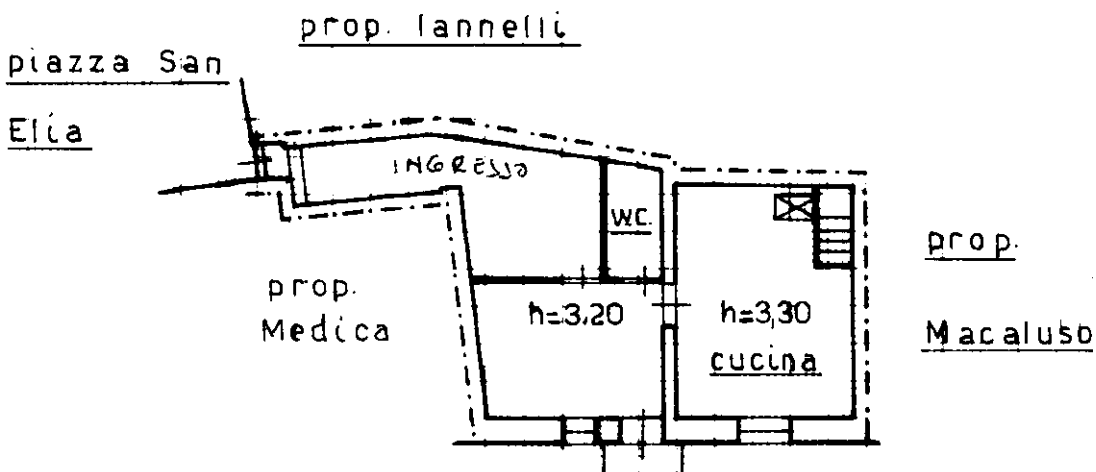 prop. Iannelli
piazza San
Elia
INGRESSO
W.C.
prop.
Medica
h=3.20
h=3,30
cucina
prop.
Macaluso